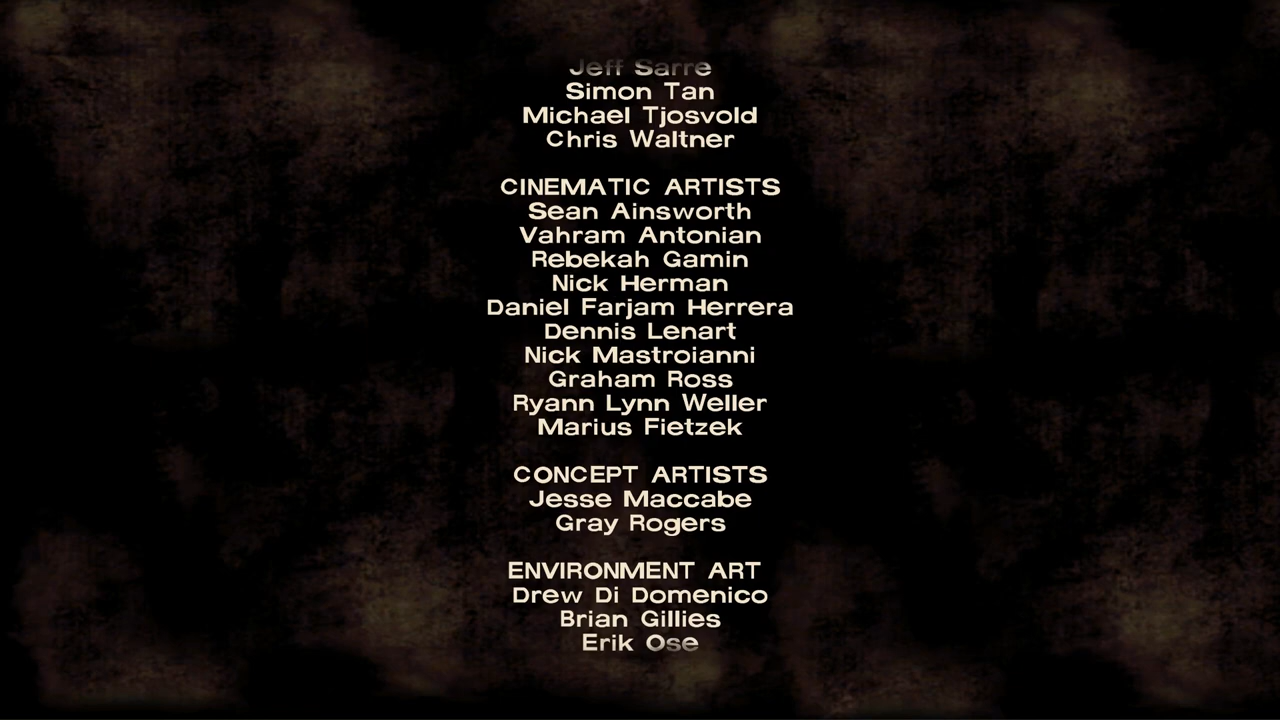 Jeff Sarre
Simon Tan
Michael Tjosvold
Chris Waltner
CINEMATIC ARTISTS
Sean Ainsworth
Vahram Antonian
Rebekah Gamin
Nick Herman
Daniel Farjam Herrera
Dennis Lenart
Nick Mastroianni
Graham Ross
Ryann Lynn Weller
Marius Fietzek
CONCEPT ARTISTS
Jesse Maccabe
Gray Rogers
ENVIRONMENT ART
Drew Di Domenico
Brian Gillies
Erik Ose